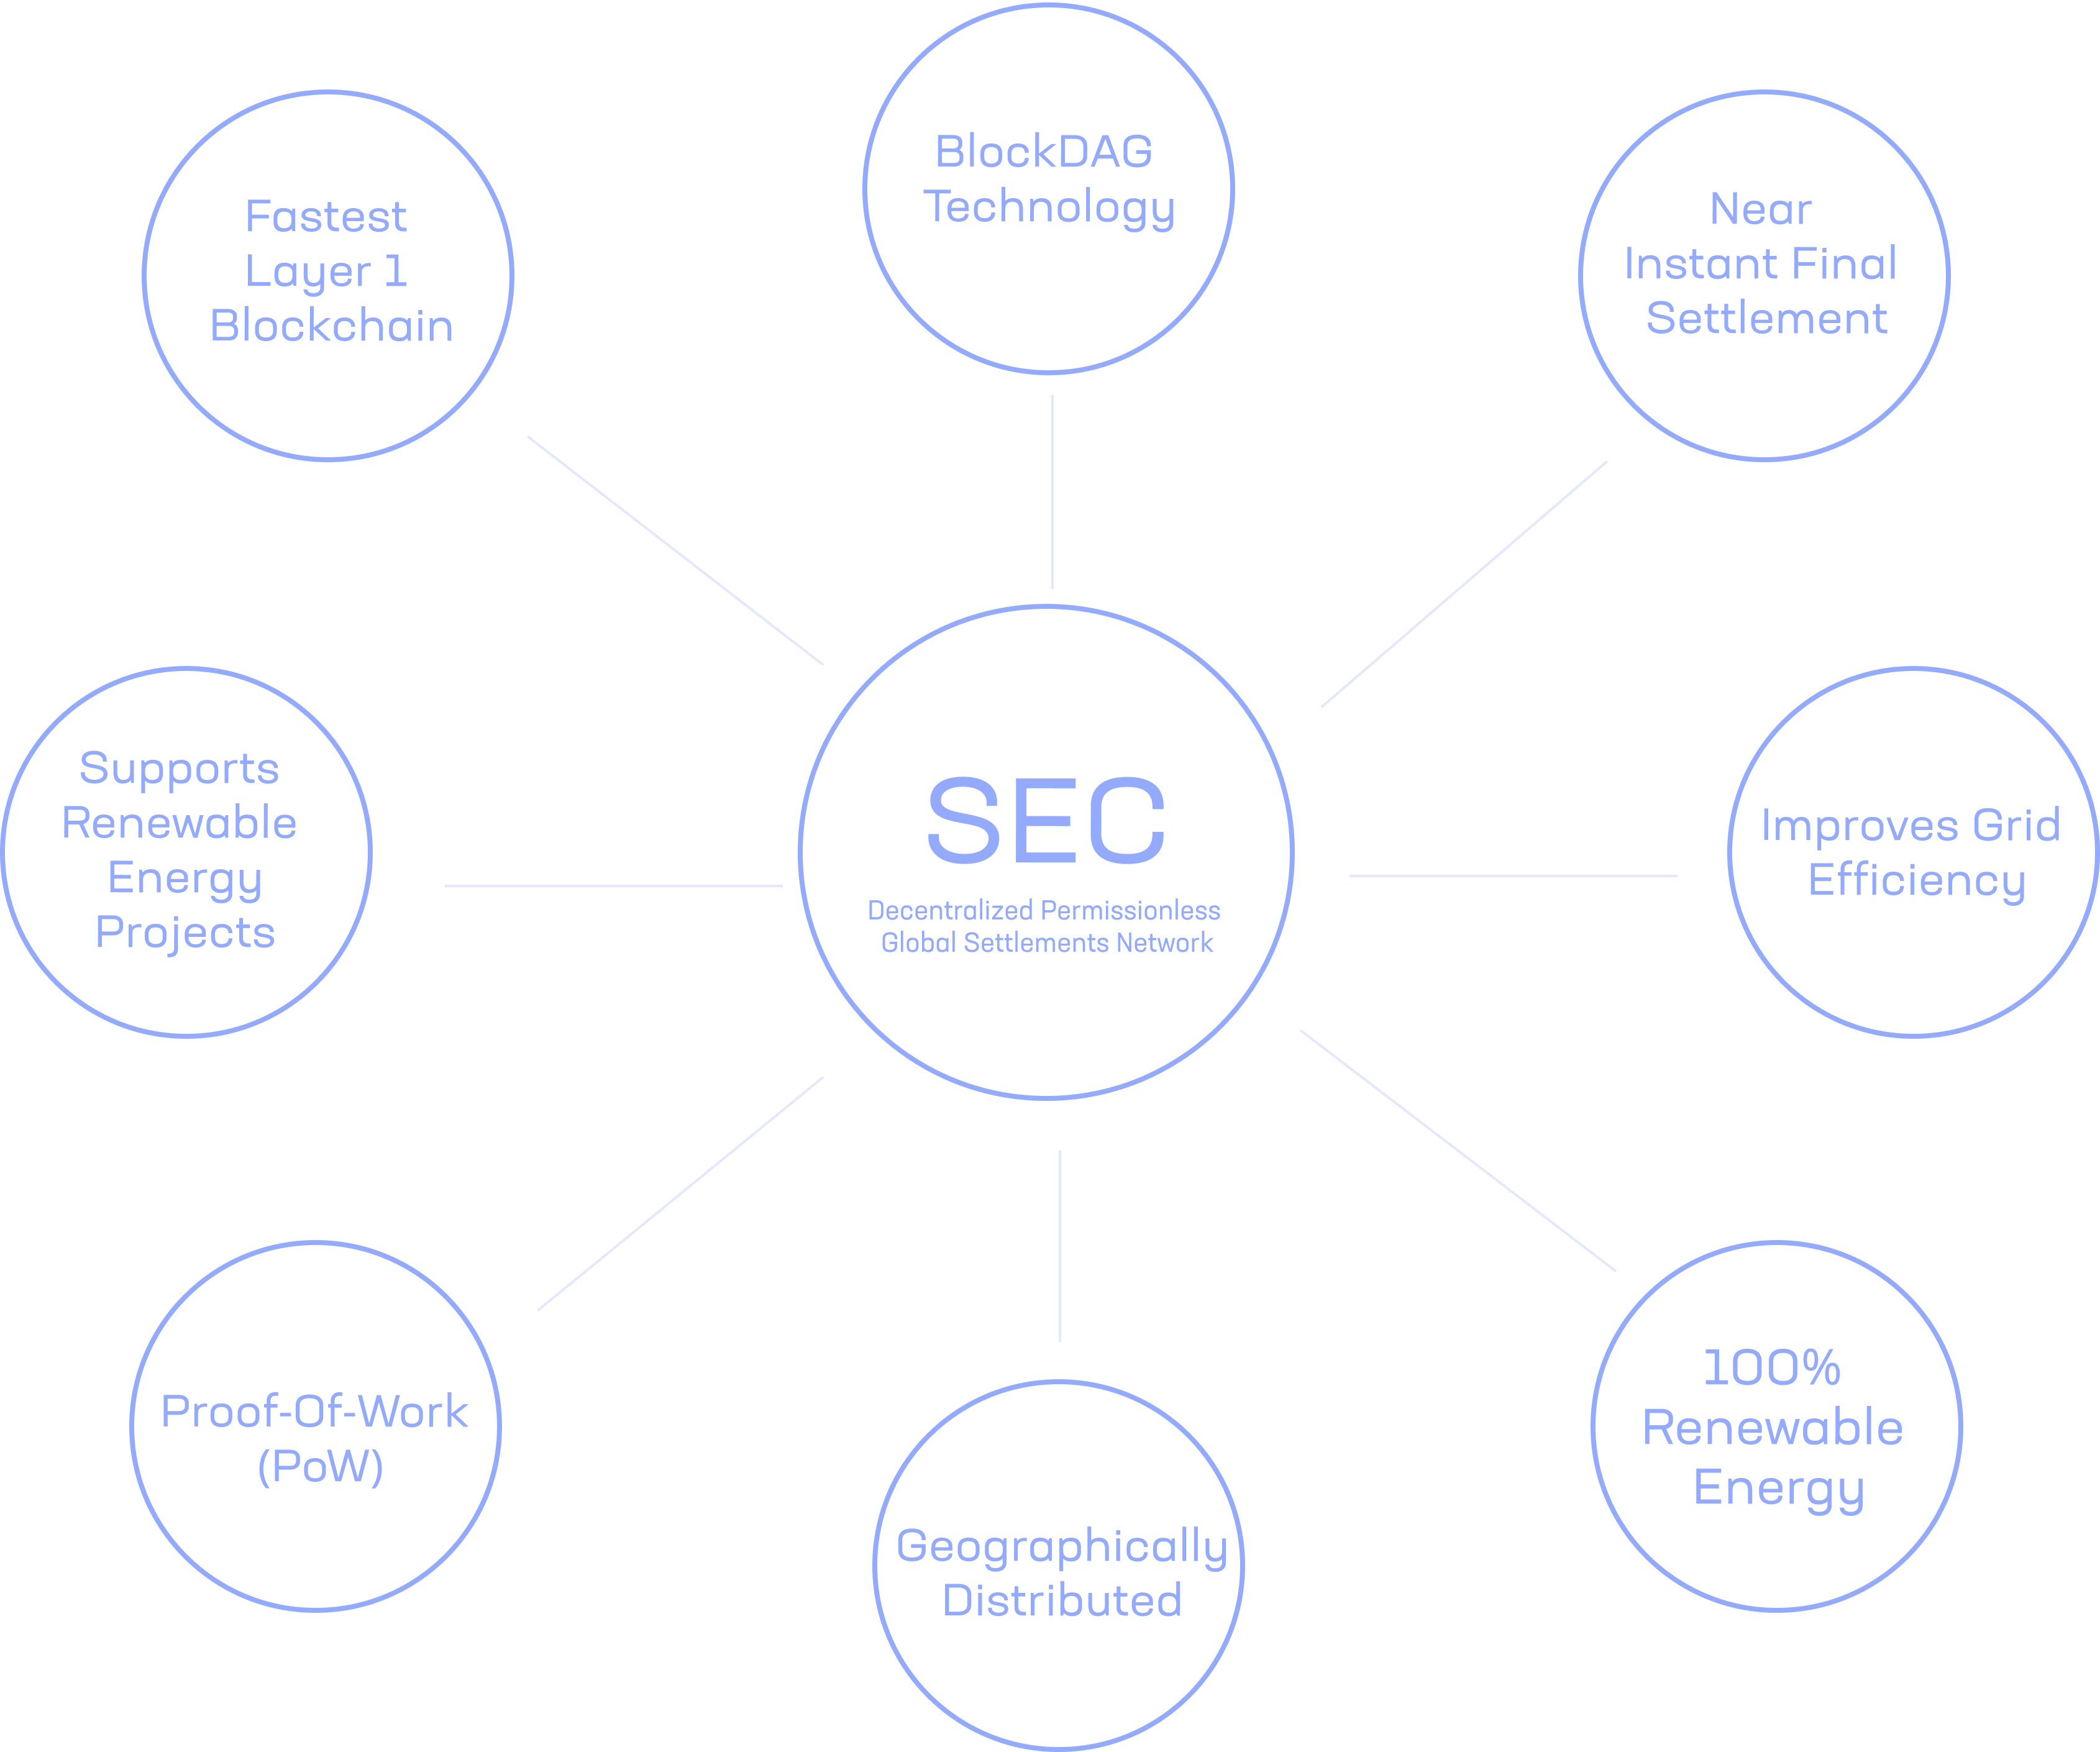 BlockDAG
Technology
Fastest
Layer 1
Blockchain
Near
Instant Final
Settlement
Supports
Renewable
Energy
Projects
SEC
Decentralized Permissionless
Global Settlements Network
Improves Grid
Efficiency
Proof-Of-Work
(PoW)
100%
Renewable
Energy
Geographically
Distributed